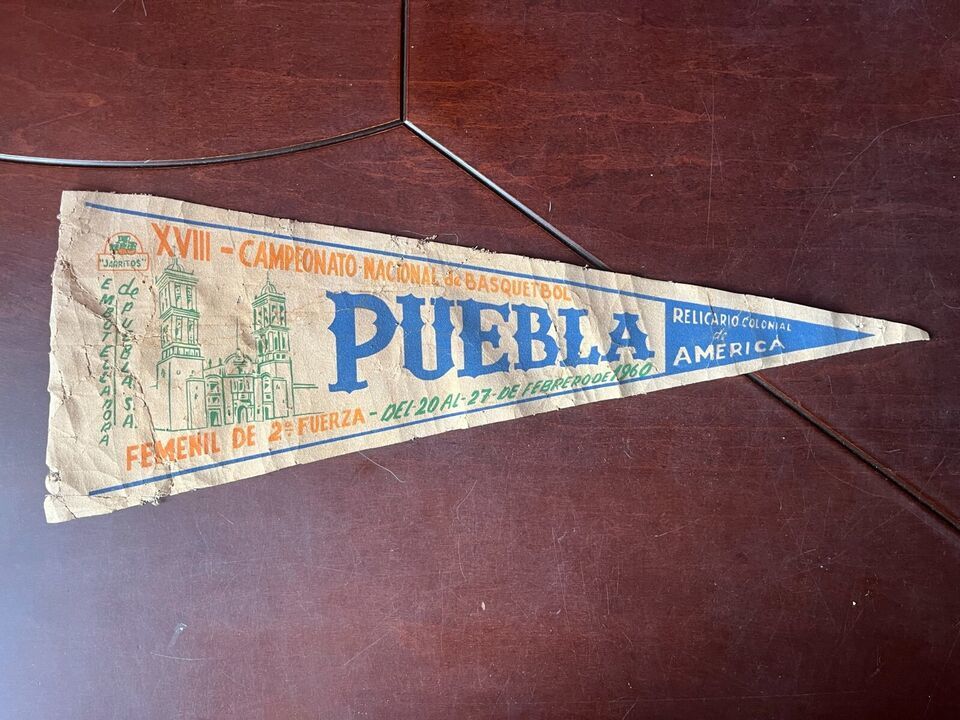 "JARRITOS"
EMBOTELLADORA
de PUEBLA, S.A.
XVIII - CAMPEONATO-NACIONAL de BASQUETBOL
PUEBLA
RELICARIO COLONIAL
de
AMERICA
FEMENIL DE 2ª FUERZA - DEL-20 AL-27-DE FEBRERO DE 1960